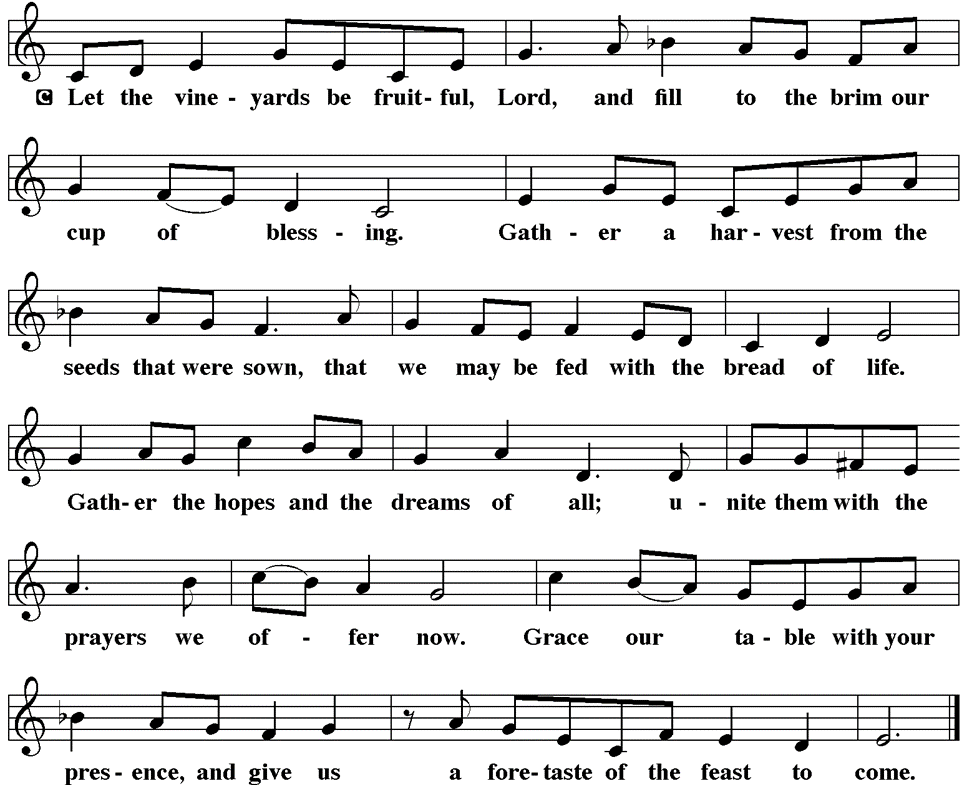 C Let the vine - yards be fruit - ful, Lord, and fill to the brim our
cup of bless - ing. Gath - er a har - vest from the
seeds that were sown, that we may be fed with the bread of life.
Gath - er the hopes and the dreams of all; u - nite them with the
prayers we of - fer now. Grace our ta - ble with your
pres - ence, and give us a fore - taste of the feast to come.